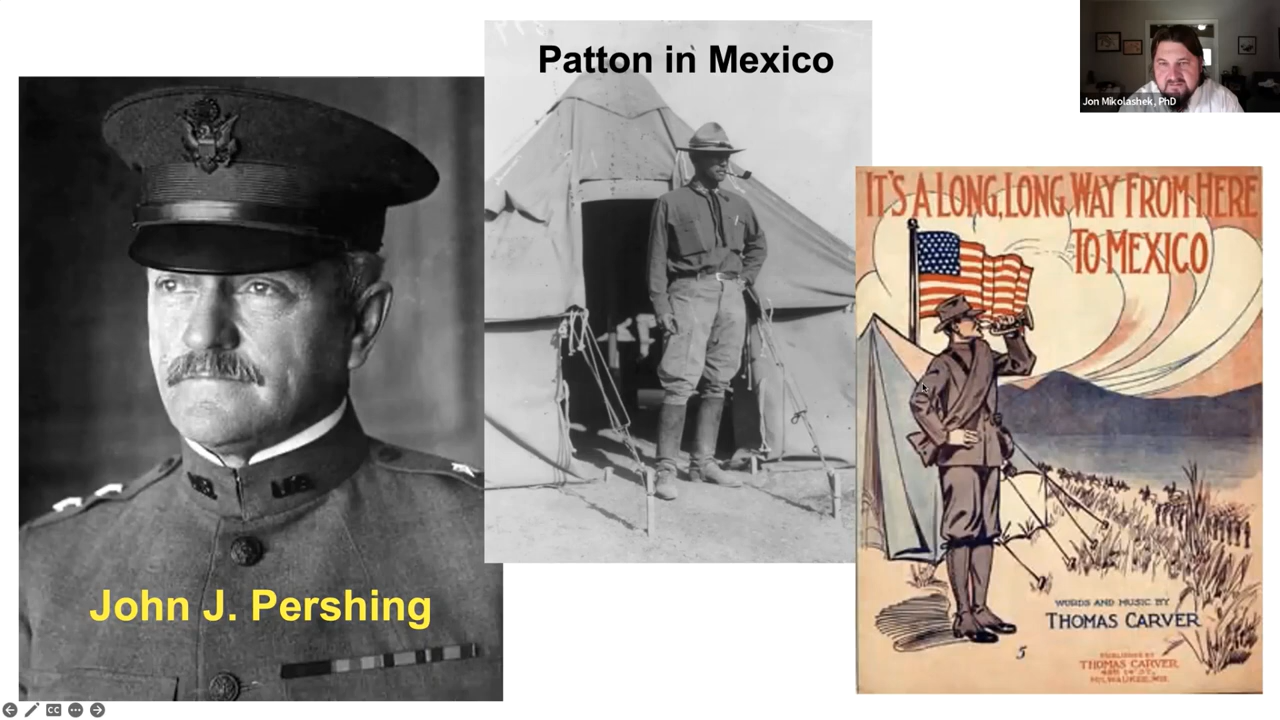 Patton in Mexico
Jon Mikolashek, PhD
IT'S A LONG, LONG WAY FROM HERE
TO MEXICO
John J. Pershing
WORDS AND MUSIC BY
THOMAS CARVER
5
PUBLISHED BY
THOMAS CARVER
MILWAUKEE, WIS.
CC